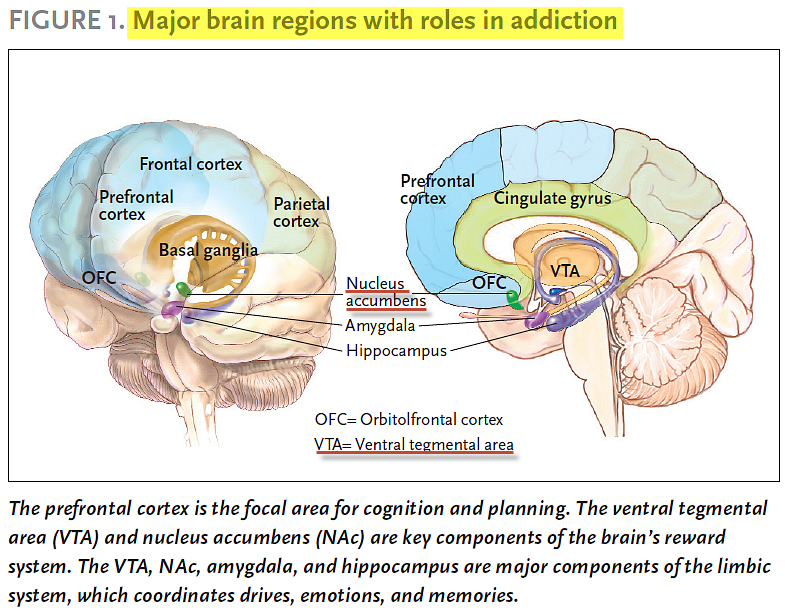 FIGURE 1. Major brain regions with roles in addiction
Frontal cortex
Prefrontal
cortex
Parietal
cortex
Basal ganglia
OFC
Nucleus
accumbens
Amygdala
Hippocampus
Prefrontal
cortex
Cingulate gyrus
OFC
VTA
OFC= Orbitolfrontal cortex
VTA= Ventral tegmental area
The prefrontal cortex is the focal area for cognition and planning. The ventral tegmental
area (VTA) and nucleus accumbens (NAc) are key components of the brain's reward
system. The VTA, NAc, amygdala, and hippocampus are major components of the limbic
system, which coordinates drives, emotions, and memories.